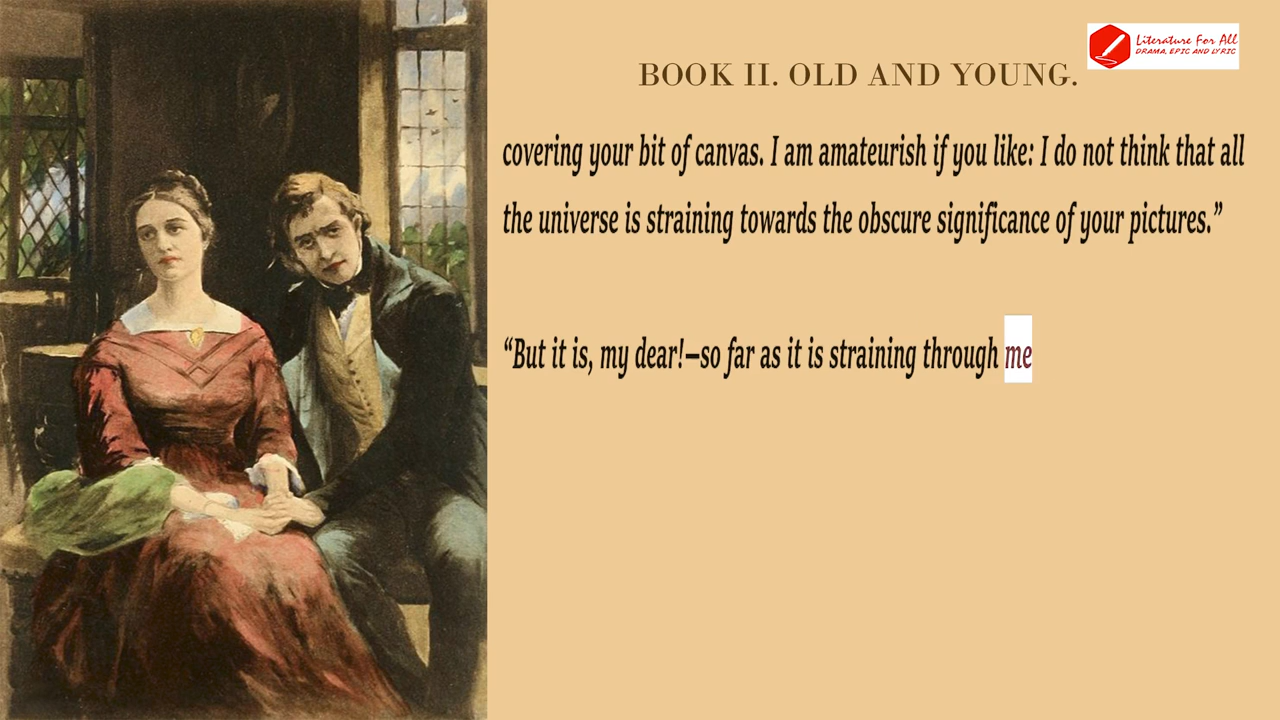 Literature For All
DRAMA, EPIC AND LYRIC
BOOK II. OLD AND YOUNG.
covering your bit of canvas. I am amateurish if you like: I do not think that all
the universe is straining towards the obscure significance of your pictures.”
“But it is, my dear!—so far as it is straining through me